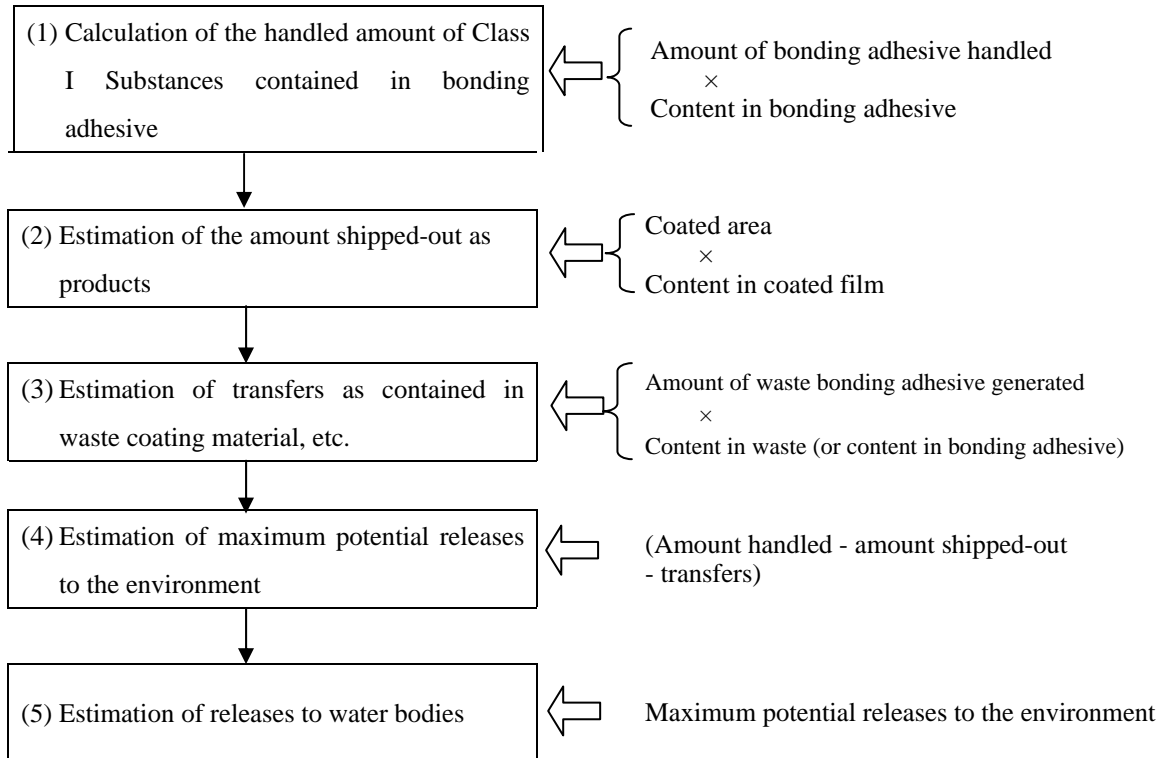 (1) Calculation of the handled amount of Class
I Substances contained in bonding
adhesive
Amount of bonding adhesive handled
×
Content in bonding adhesive
(2) Estimation of the amount shipped-out as
products
Coated area
×
Content in coated film
(3) Estimation of transfers as contained in
waste coating material, etc.
Amount of waste bonding adhesive generated
×
Content in waste (or content in bonding adhesive)
(4) Estimation of maximum potential releases
to the environment
(Amount handled - amount shipped-out
- transfers)
(5) Estimation of releases to water bodies
Maximum potential releases to the environment